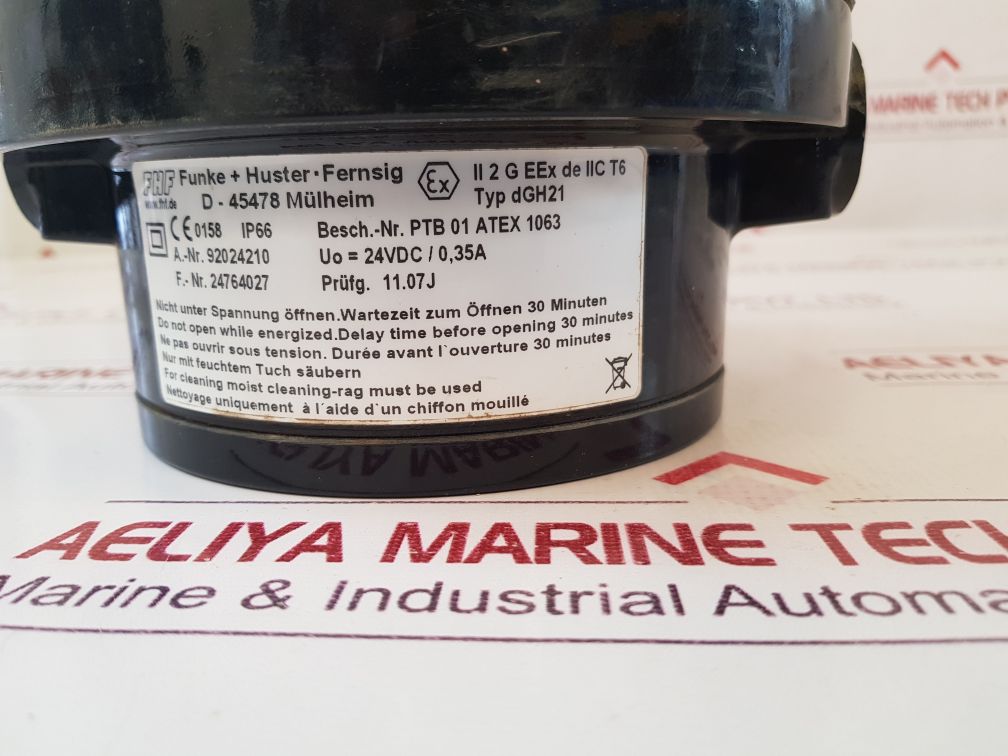 FHF Funke + Huster·Fernsig
www.fhf.de
D - 45478 Mülheim
Ex II 2 G EEx de IIC T6
Typ dGH21
CE 0158 IP66
Besch.-Nr. PTB 01 ATEX 1063
A.-Nr. 92024210
Uo = 24VDC / 0,35A
F.- Nr. 24764027
Prüfg. 11.07J
Nicht unter Spannung öffnen.Wartezeit zum Öffnen 30 Minuten
Do not open while energized.Delay time before opening 30 minutes
Ne pas ouvrir sous tension. Durée avant l´ouverture 30 minutes
Nur mit feuchtem Tuch säubern
For cleaning moist cleaning-rag must be used
Nettoyage uniquement à l´aide d´un chiffon mouillé
MARINE TECH
AELIYA MARINE TECH
Marine & Industrial Automa